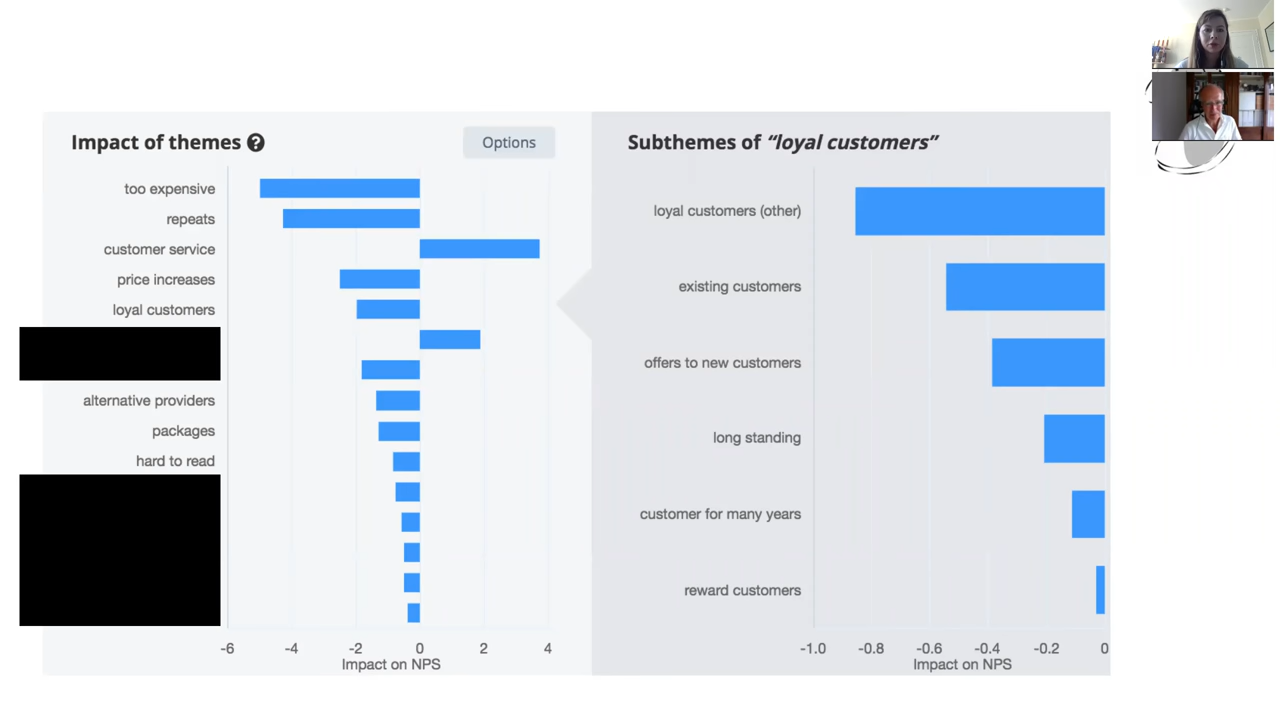 Impact of themes ?
Options
too expensive
repeats
customer service
price increases
loyal customers
alternative providers
packages
hard to read
-6 -4 -2 0 2 4
Impact on NPS
Subthemes of “loyal customers”
loyal customers (other)
existing customers
offers to new customers
long standing
customer for many years
reward customers
-1.0 -0.8 -0.6 -0.4 -0.2 0
Impact on NPS